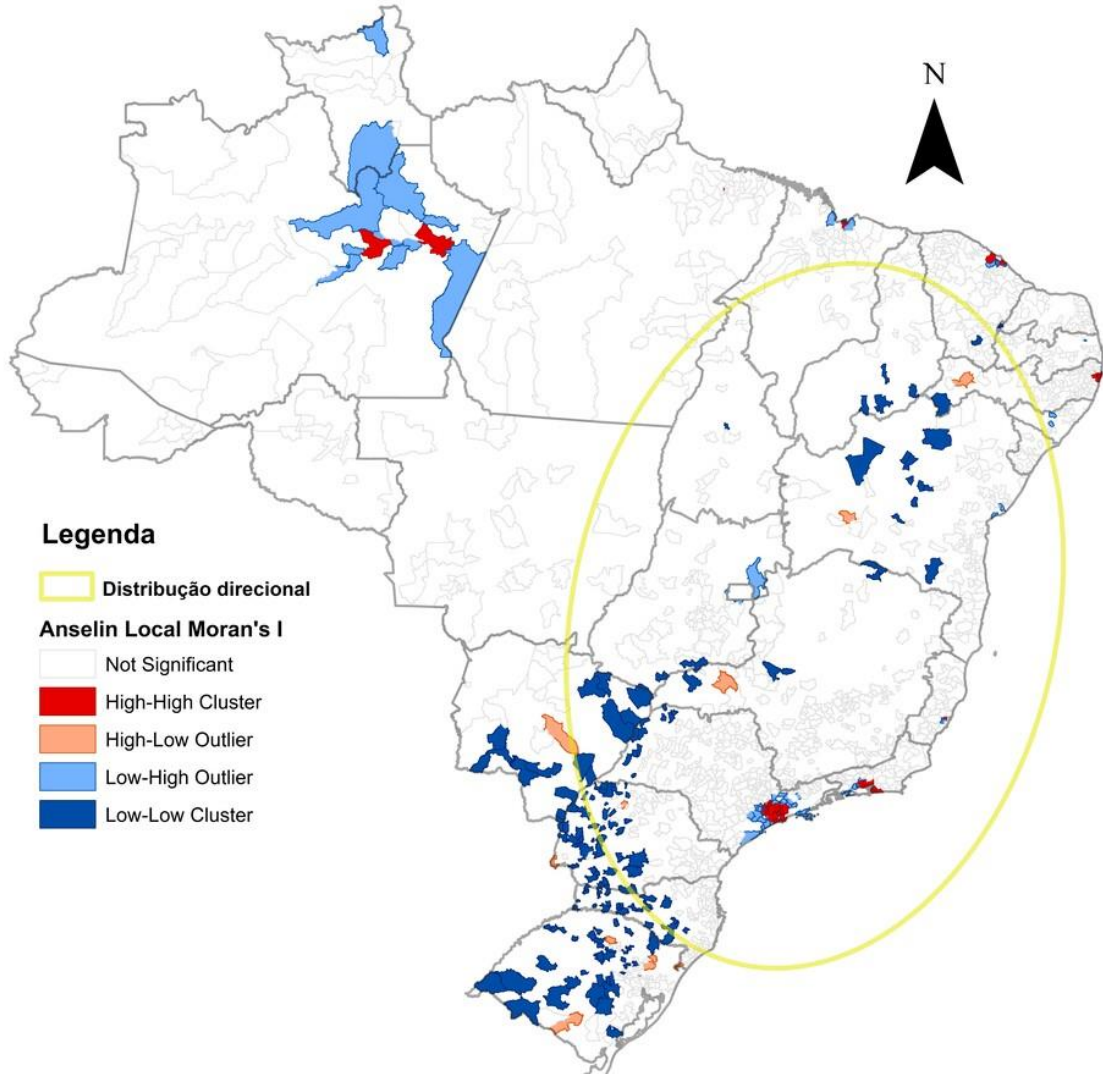 N
Legenda
Distribução direcional
Anselin Local Moran's I
Not Significant
High-High Cluster
High-Low Outlier
Low-High Outlier
Low-Low Cluster